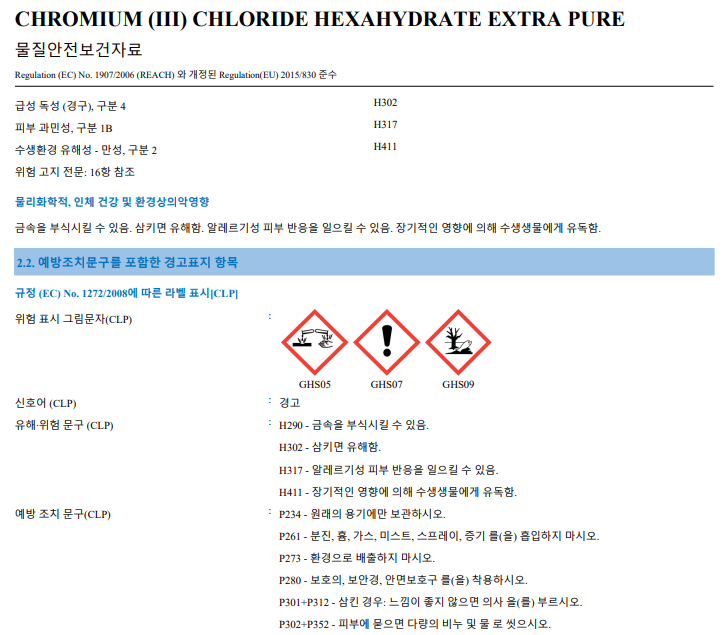 CHROMIUM (III) CHLORIDE HEXAHYDRATE EXTRA PURE
물질안전보건자료
Regulation (EC) No. 1907/2006 (REACH) 와 개정된 Regulation(EU) 2015/830 준수
급성 독성 (경구), 구분 4 H302
피부 과민성, 구분 1B H317
수생환경 유해성 - 만성, 구분 2 H411
위험 고지 전문: 16항 참조
물리화학적, 인체 건강 및 환경상의악영향
금속을 부식시킬 수 있음. 삼키면 유해함. 알레르기성 피부 반응을 일으킬 수 있음. 장기적인 영향에 의해 수생생물에게 유독함.
2.2. 예방조치문구를 포함한 경고표지 항목
규정 (EC) No. 1272/2008에 따른 라벨 표시[CLP]
위험 표시 그림문자(CLP) :
GHS05 GHS07 GHS09
신호어 (CLP) : 경고
유해·위험 문구 (CLP) : H290 - 금속을 부식시킬 수 있음.
H302 - 삼키면 유해함.
H317 - 알레르기성 피부 반응을 일으킬 수 있음.
H411 - 장기적인 영향에 의해 수생생물에게 유독함.
예방 조치 문구(CLP) : P234 - 원래의 용기에만 보관하시오.
P261 - 분진, 흄, 가스, 미스트, 스프레이, 증기 를(을) 흡입하지 마시오.
P273 - 환경으로 배출하지 마시오.
P280 - 보호의, 보안경, 안면보호구 를(을) 착용하시오.
P301+P312 - 삼킨 경우: 느낌이 좋지 않으면 의사 을(를) 부르시오.
P302+P352 - 피부에 묻으면 다량의 비누 및 물 로 씻으시오.